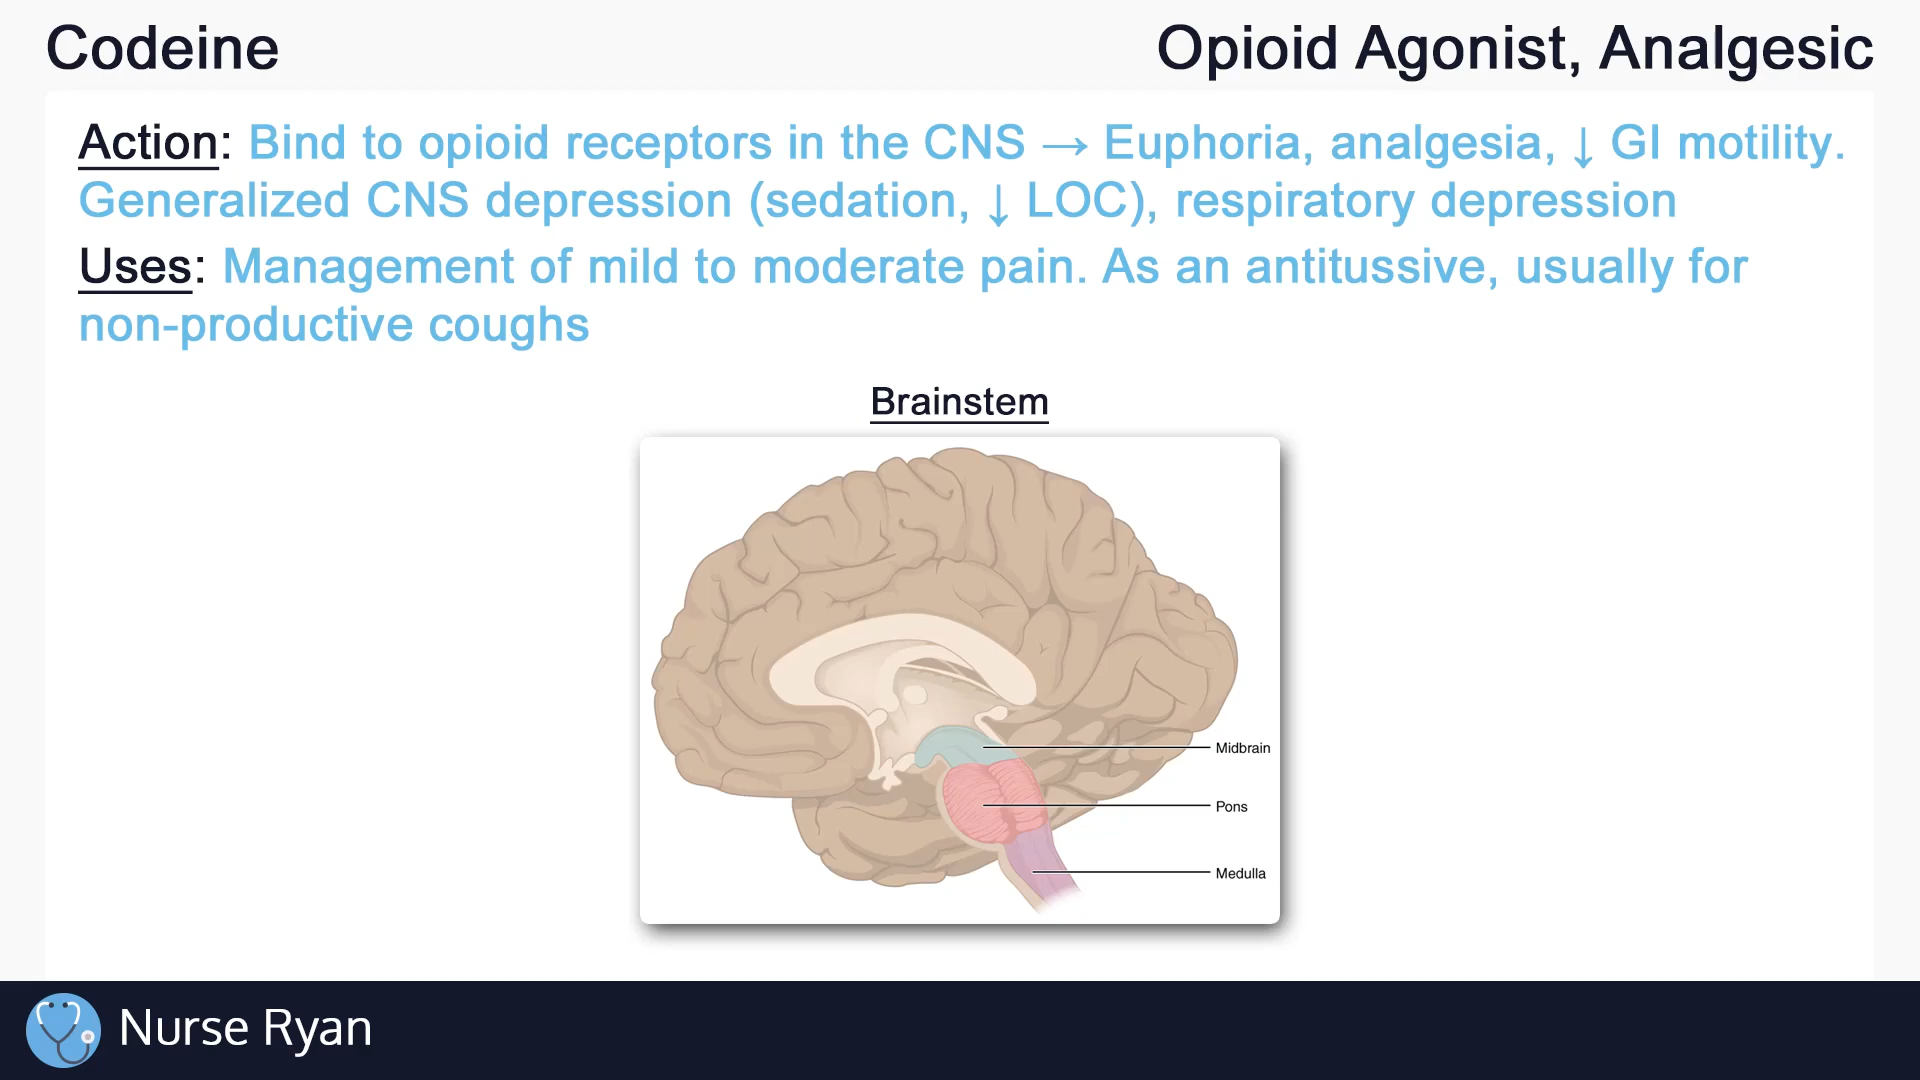 Codeine
Opioid Agonist, Analgesic
Action: Bind to opioid receptors in the CNS → Euphoria, analgesia, ↓ GI motility.
Generalized CNS depression (sedation, ↓ LOC), respiratory depression
Uses: Management of mild to moderate pain. As an antitussive, usually for
non-productive coughs
Brainstem
Midbrain
Pons
Medulla
Nurse Ryan